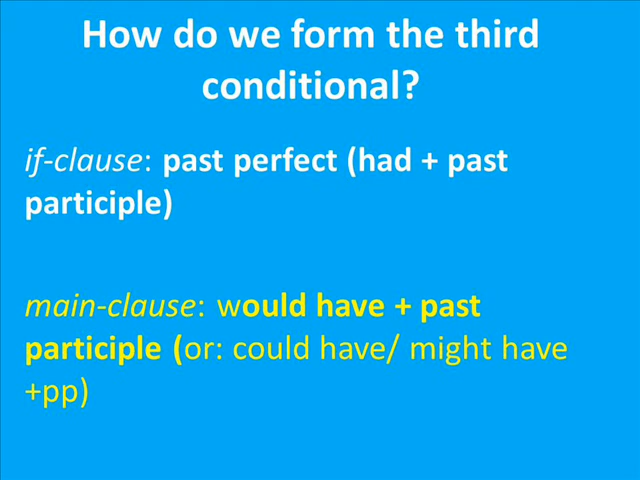 How do we form the third
conditional?
if-clause: past perfect (had + past
participle)
main-clause: would have + past
participle (or: could have/ might have
+pp)